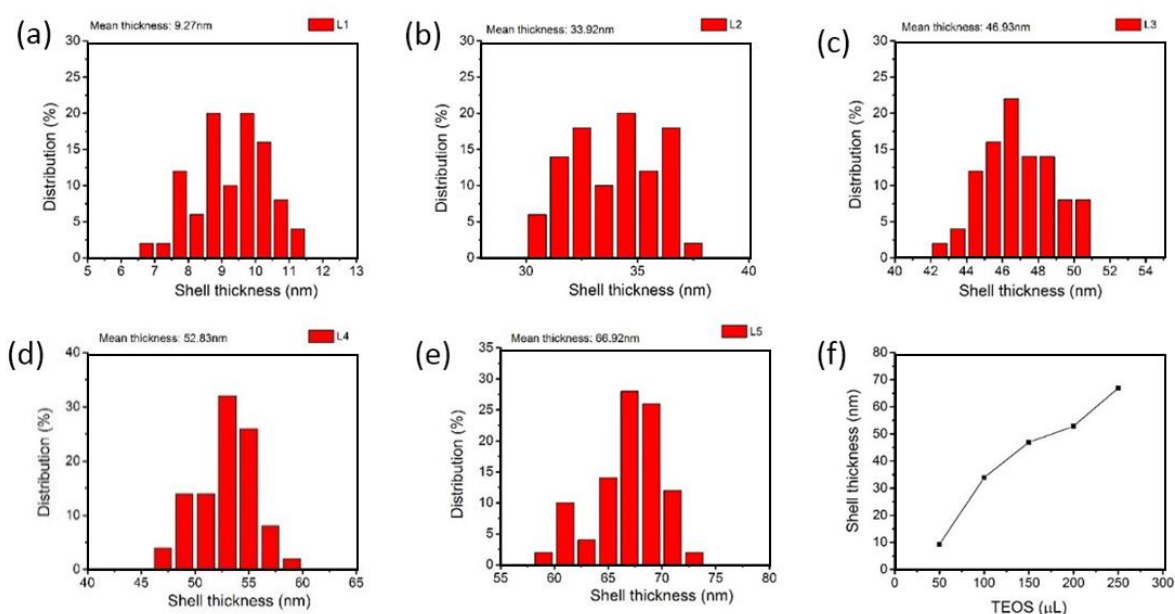 (a)
Mean thickness: 9.27nm
L1
30
25
20
15
10
5
0
Distribution (%)
5 6 7 8 9 10 11 12 13
Shell thickness (nm)
(b)
Mean thickness: 33.92nm
L2
30
25
20
15
10
5
0
Distribution (%)
30 35 40
Shell thickness (nm)
(c)
Mean thickness: 46.93nm
L3
30
25
20
15
10
5
0
Distribution (%)
40 42 44 46 48 50 52 54
Shell thickness (nm)
(d)
Mean thickness: 52.83nm
L4
40
30
20
10
0
Distribution (%)
40 45 50 55 60 65
Shell thickness (nm)
(e)
Mean thickness: 66.92nm
L5
35
30
25
20
15
10
5
0
Distribution (%)
55 60 65 70 75 80
Shell thickness (nm)
(f)
80
70
60
50
40
30
20
10
0
Shell thickness (nm)
0 50 100 150 200 250 300
TEOS (μL)